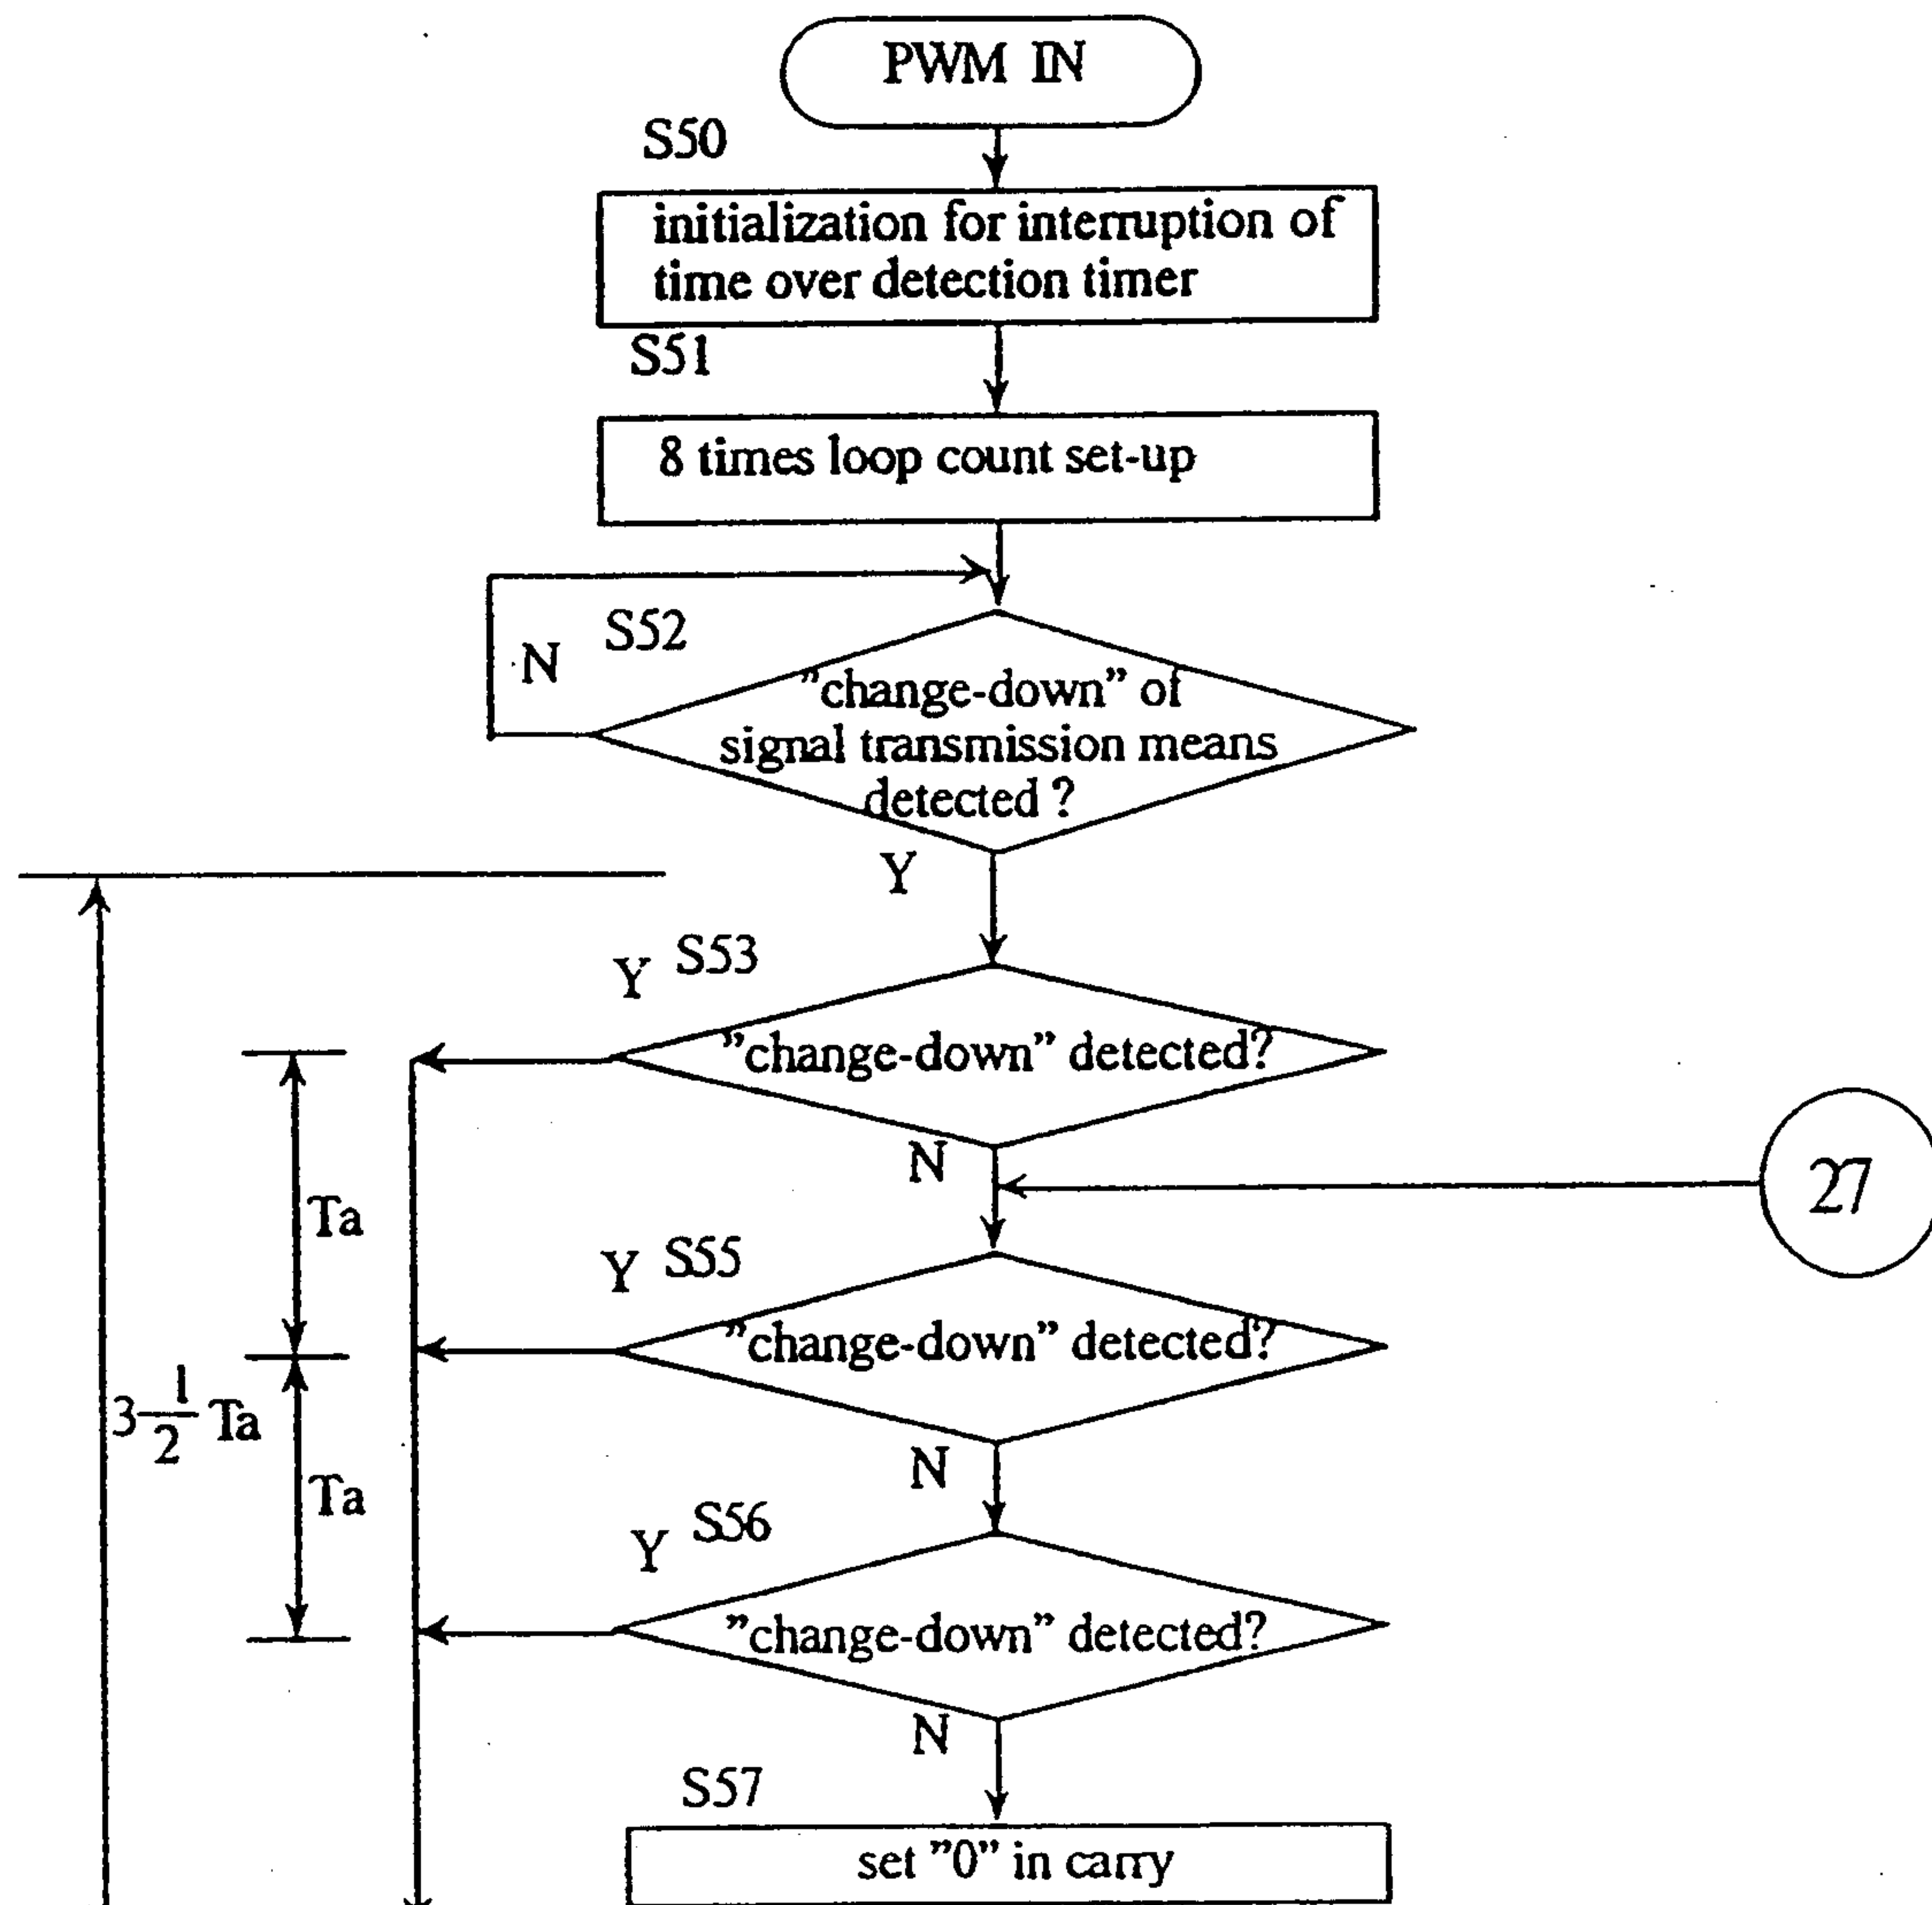 PWM IN
S50
initialization for interruption of
time over detection timer
S51
8 times loop count set-up
S52
N
"change-down" of
signal transmission means
detected ?
Y
Y S53
"change-down" detected?
N
27
Ta
Y S55
"change-down" detected?
3 1/2 Ta
N
Ta
Y S56
"change-down" detected?
N
S57
set "0" in carry